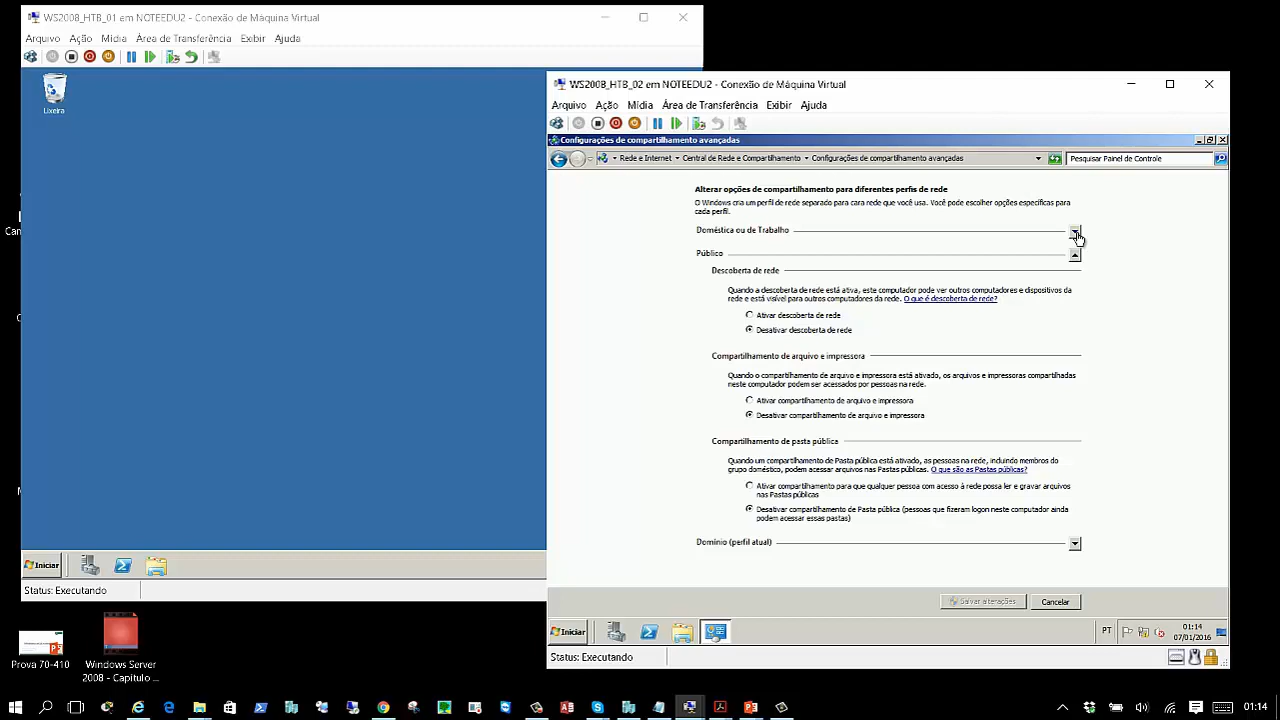 WS2008_HTB_01 em NOTEEDU2 - Conexão de Máquina Virtual
Arquivo Ação Mídia Área de Transferência Exibir Ajuda
Lixeira
Iniciar
Status: Executando
WS2008_HTB_02 em NOTEEDU2 - Conexão de Máquina Virtual
Arquivo Ação Mídia Área de Transferência Exibir Ajuda
Configurações de compartilhamento avançadas
Rede e Internet Central de Rede e Compartilhamento Configurações de compartilhamento avançadas Pesquisar Painel de Controle
Alterar opções de compartilhamento para diferentes perfis de rede
O Windows cria um perfil de rede separado para cara rede que você usa. Você pode escolher opções específicas para
cada perfil.
Doméstica ou de Trabalho
Público
Descoberta de rede
Quando a descoberta de rede está ativa, este computador pode ver outros computadores e dispositivos da
rede e está visível para outros computadores da rede. O que é descoberta de rede?
Ativar descoberta de rede
Desativar descoberta de rede
Compartilhamento de arquivo e impressora
Quando o compartilhamento de arquivo e impressora está ativado, os arquivos e impressoras compartilhadas
neste computador podem ser acessados por pessoas na rede.
Ativar compartilhamento de arquivo e impressora
Desativar compartilhamento de arquivo e impressora
Compartilhamento de pasta pública
Quando um compartilhamento de Pasta pública está ativado, as pessoas na rede, incluindo membros do
grupo doméstico, podem acessar arquivos nas Pastas públicas. O que são as Pastas públicas?
Ativar compartilhamento para que qualquer pessoa com acesso à rede possa ler e gravar arquivos
nas Pastas públicas
Desativar compartilhamento de Pasta pública (pessoas que fizeram logon neste computador ainda
podem acessar essas pastas)
Domínio (perfil atual)
Salvar alterações Cancelar
Iniciar PT 01:14
07/01/2016
Status: Executando
Prova 70-410
Windows Server
2008 - Capitulo ...
01:14